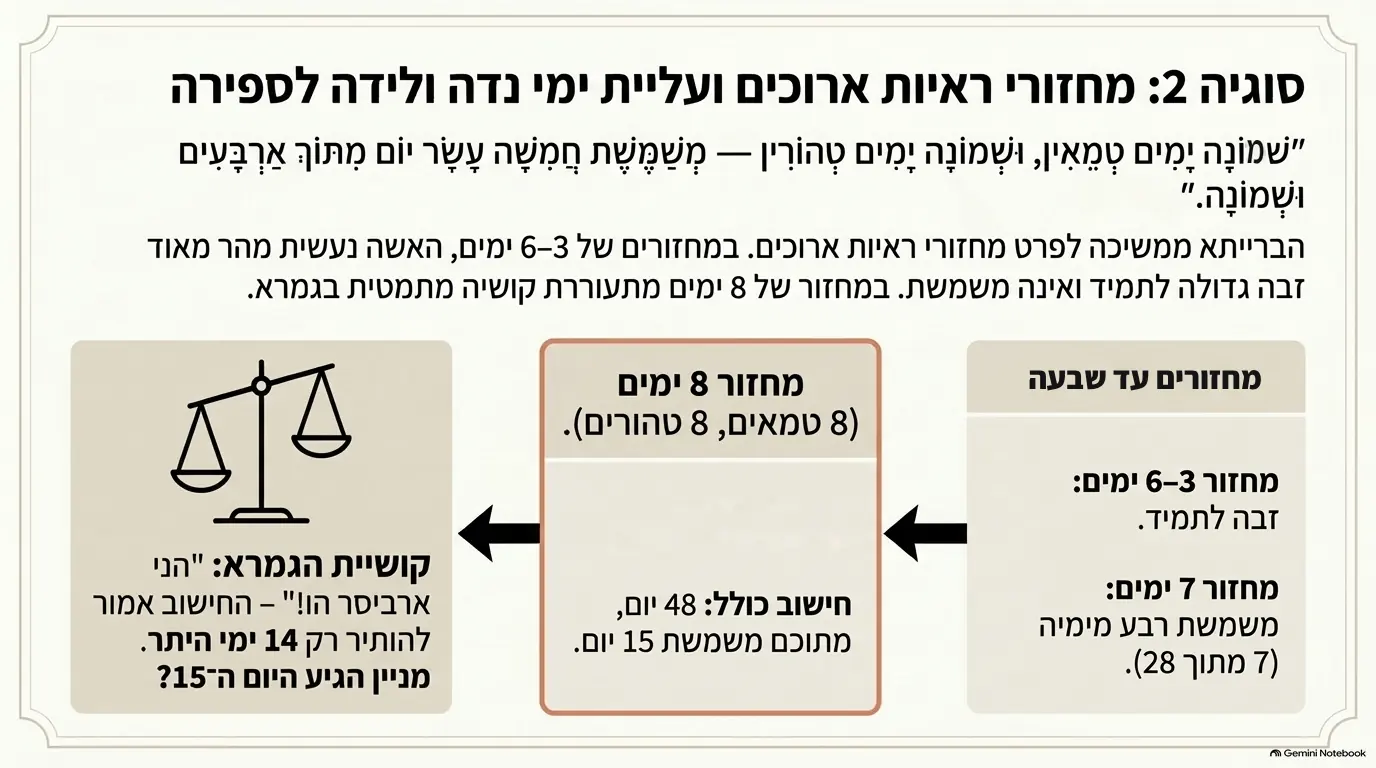 סוגיה 2: מחזורי ראיות ארוכים ועליית ימי נדה ולידה לספירה
"שמּוֹנָה יָמִים טְמֵאִין, וּשְׁמוֹנָה יָמִים טְהוֹרִין — מְשַׁמֶּשֶׁת חֲמִשָּׁה עָשָׂר יוֹם מִתּוֹךְ אַרְבָּעִים
וּשְׁמוֹנָה."
הברייתא ממשיכה לפרט מחזורי ראיות ארוכים. במחזורים של 3–6 ימים, האשה נעשית מהר מאוד
זבה גדולה לתמיד ואינה משמשת. במחזור של 8 ימים מתעוררת קושיה מתמטית בגמרא.
מחזורים עד שבעה
מחזור 3–6 ימים:
זבה לתמיד.
מחזור 7 ימים:
משמשת רבע מימיה
(7 מתוך 28).
מחזור 8 ימים
(8 טמאים, 8 טהורים).
חישוב כולל: 48 יום,
מתוכם משמשת 15 יום.
קושיית הגמרא: "הני
ארביסר הו!" – החישוב אמור
להותיר רק 14 ימי היתר.
מניין הגיע היום ה־15?
Gemini Notebook